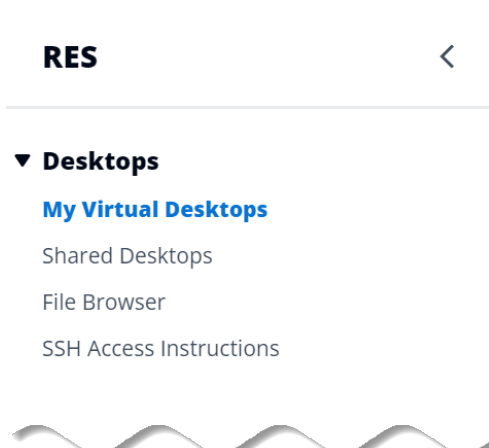 RES
Desktops
My Virtual Desktops
Shared Desktops
File Browser
SSH Access Instructions